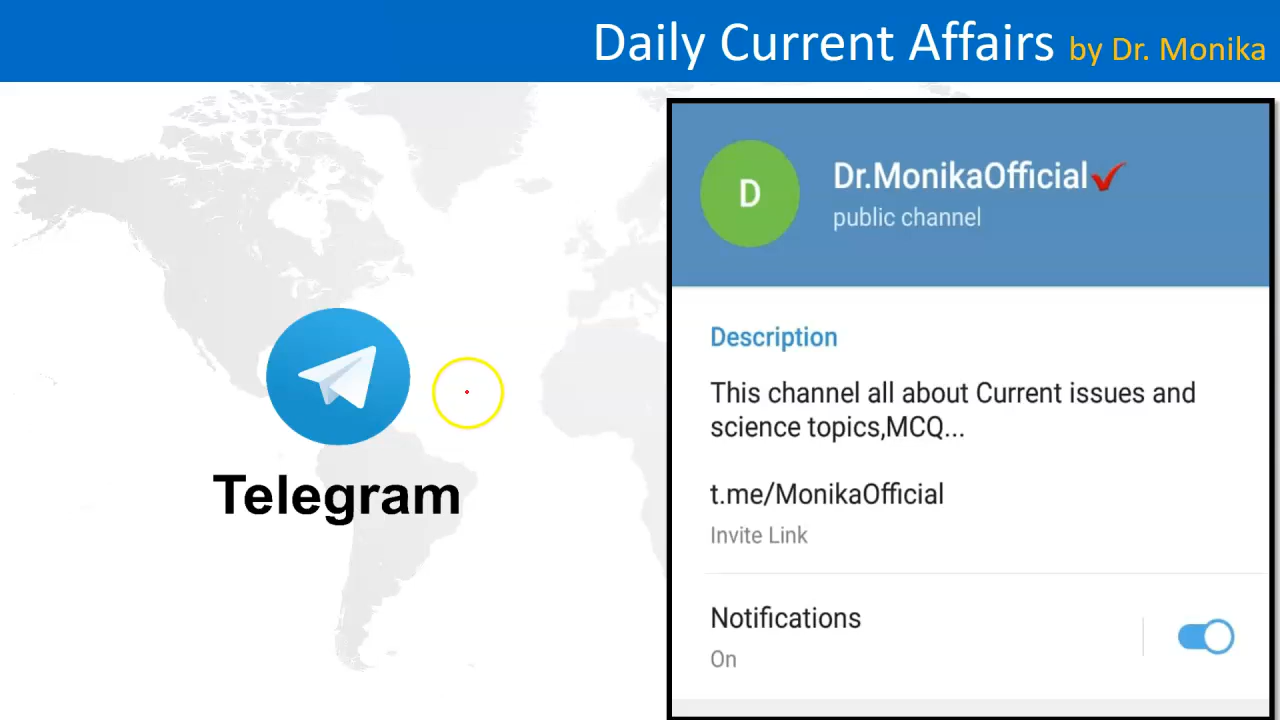 Daily Current Affairs by Dr. Monika
D
Dr.MonikaOfficial
public channel
Description
This channel all about Current issues and
science topics,MCQ...
t.me/MonikaOfficial
Invite Link
Notifications
On
Telegram